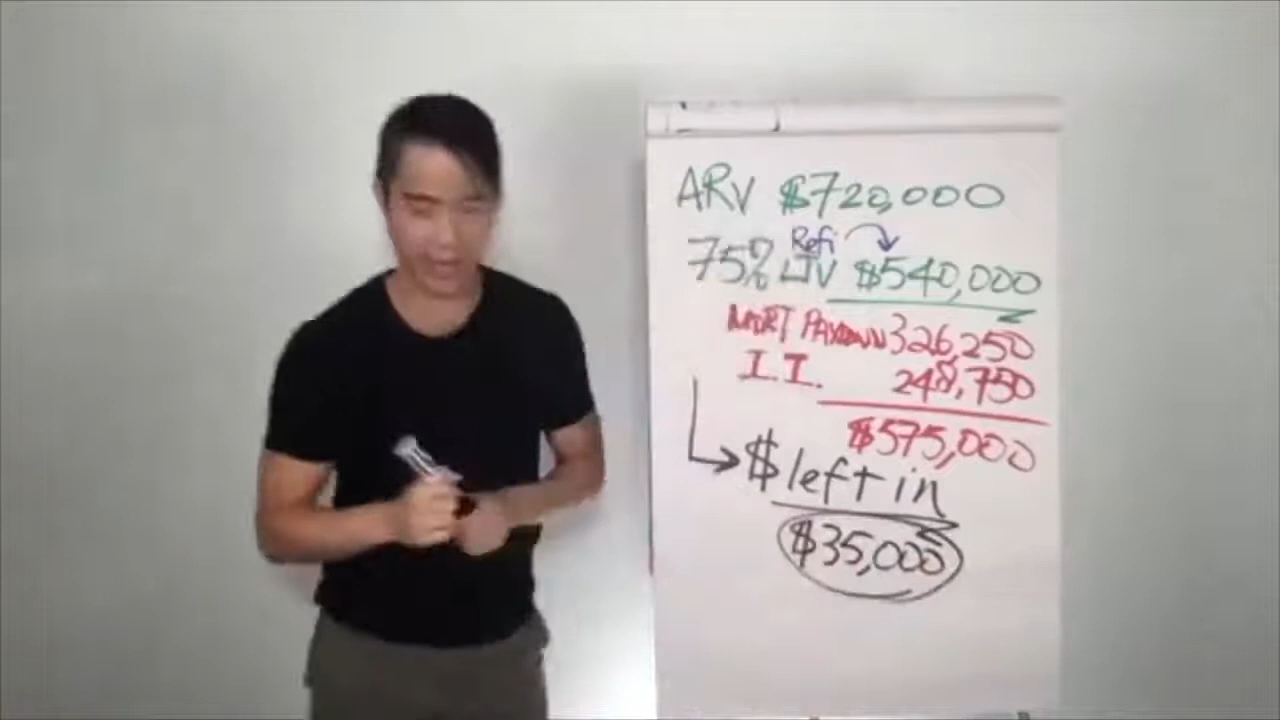 ARV $720,000
Refi
75% LTV $540,000
MORT PAYDOWN 326,250
I.I. 248,750
$575,000
$ left in
$35,000